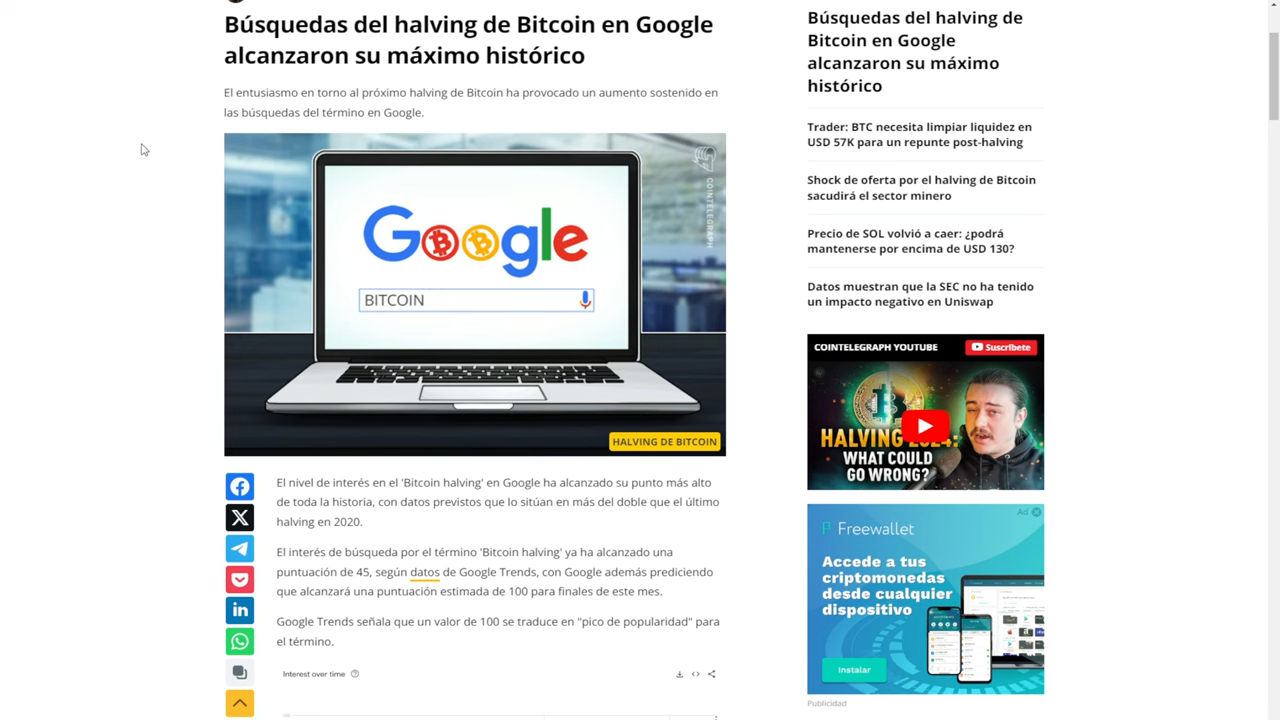 Búsquedas del halving de Bitcoin en Google
alcanzaron su máximo histórico
El entusiasmo en torno al próximo halving de Bitcoin ha provocado un aumento sostenido en
las búsquedas del término en Google.
COINTELEGRAPH
Google
BITCOIN
HALVING DE BITCOIN
El nivel de interés en el 'Bitcoin halving' en Google ha alcanzado su punto más alto
de toda la historia, con datos previstos que lo sitúan en más del doble que el último
halving en 2020.
El interés de búsqueda por el término 'Bitcoin halving' ya ha alcanzado una
puntuación de 45, según datos de Google Trends, con Google además prediciendo
que alcanzará una puntuación estimada de 100 para finales de este mes.
Google Trends señala que un valor de 100 se traduce en "pico de popularidad" para
el término.
Interest over time
Búsquedas del halving de
Bitcoin en Google
alcanzaron su máximo
histórico
Trader: BTC necesita limpiar liquidez en
USD 57K para un repunte post-halving
Shock de oferta por el halving de Bitcoin
sacudirá el sector minero
Precio de SOL volvió a caer: ¿podrá
mantenerse por encima de USD 130?
Datos muestran que la SEC no ha tenido
un impacto negativo en Uniswap
COINTELEGRAPH YOUTUBE
Suscríbete
HALVING 2024:
WHAT COULD
GO WRONG?
Ad
Freewallet
Accede a tus
criptomonedas
desde cualquier
dispositivo
Instalar
Publicidad